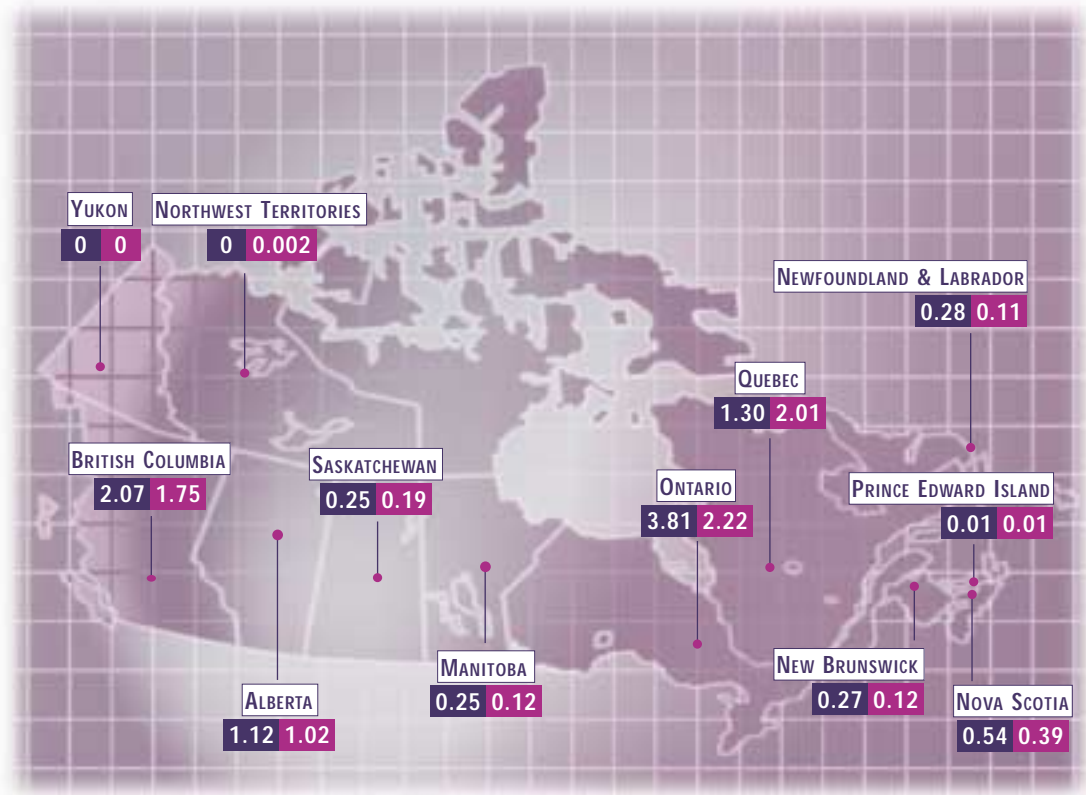 YUKON
0 0
NORTHWEST TERRITORIES
0 0.002
NEWFOUNDLAND & LABRADOR
0.28 0.11
QUEBEC
1.30 2.01
BRITISH COLUMBIA
2.07 1.75
SASKATCHEWAN
0.25 0.19
ONTARIO
3.81 2.22
PRINCE EDWARD ISLAND
0.01 0.01
ALBERTA
1.12 1.02
MANITOBA
0.25 0.12
NEW BRUNSWICK
0.27 0.12
NOVA SCOTIA
0.54 0.39